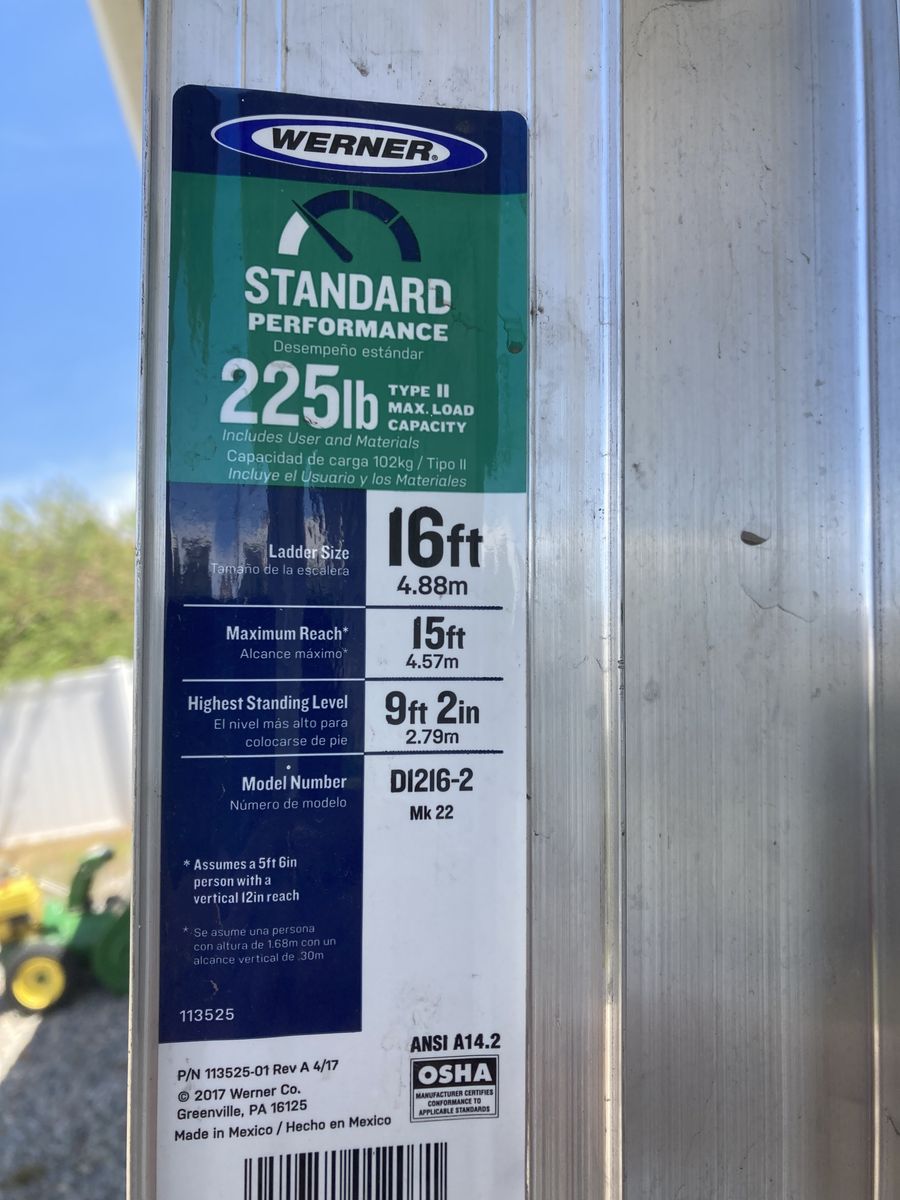 WERNER®
STANDARD
PERFORMANCE
Desempeño estándar
225lb TYPE II MAX. LOAD CAPACITY
Includes User and Materials
Capacidad de carga 102kg / Tipo II
Incluye el Usuario y los Materiales
Ladder Size
Tamaño de la escalera
16ft
4.88m
Maximum Reach*
Alcance máximo*
15ft
4.57m
Highest Standing Level
El nivel más alto para
colocarse de pie
9ft 2in
2.79m
Model Number
Número de modelo
D1216-2
Mk 22
* Assumes a 5ft 6in
person with a
vertical 12in reach
* Se asume una persona
con altura de 1.68m con un
alcance vertical de .30m
113525
P/N 113525-01 Rev A 4/17
© 2017 Werner Co.
Greenville, PA 16125
Made in Mexico / Hecho en Mexico
ANSI A14.2
OSHA
MANUFACTURER CERTIFIES
CONFORMANCE TO
APPLICABLE STANDARDS